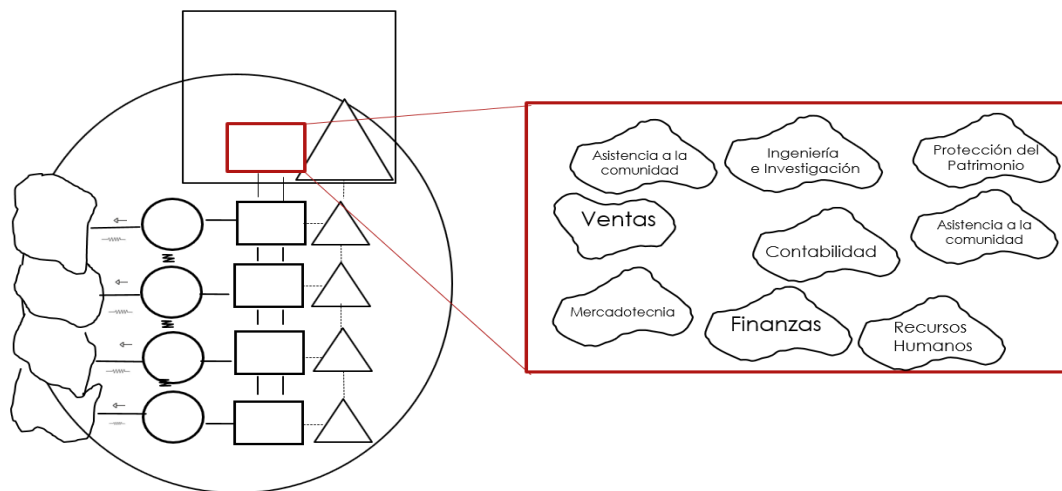 Asistencia a la
comunidad
Ingeniería
e Investigación
Protección del
Patrimonio
Ventas
Contabilidad
Asistencia a la
comunidad
Mercadotecnia
Finanzas
Recursos
Humanos